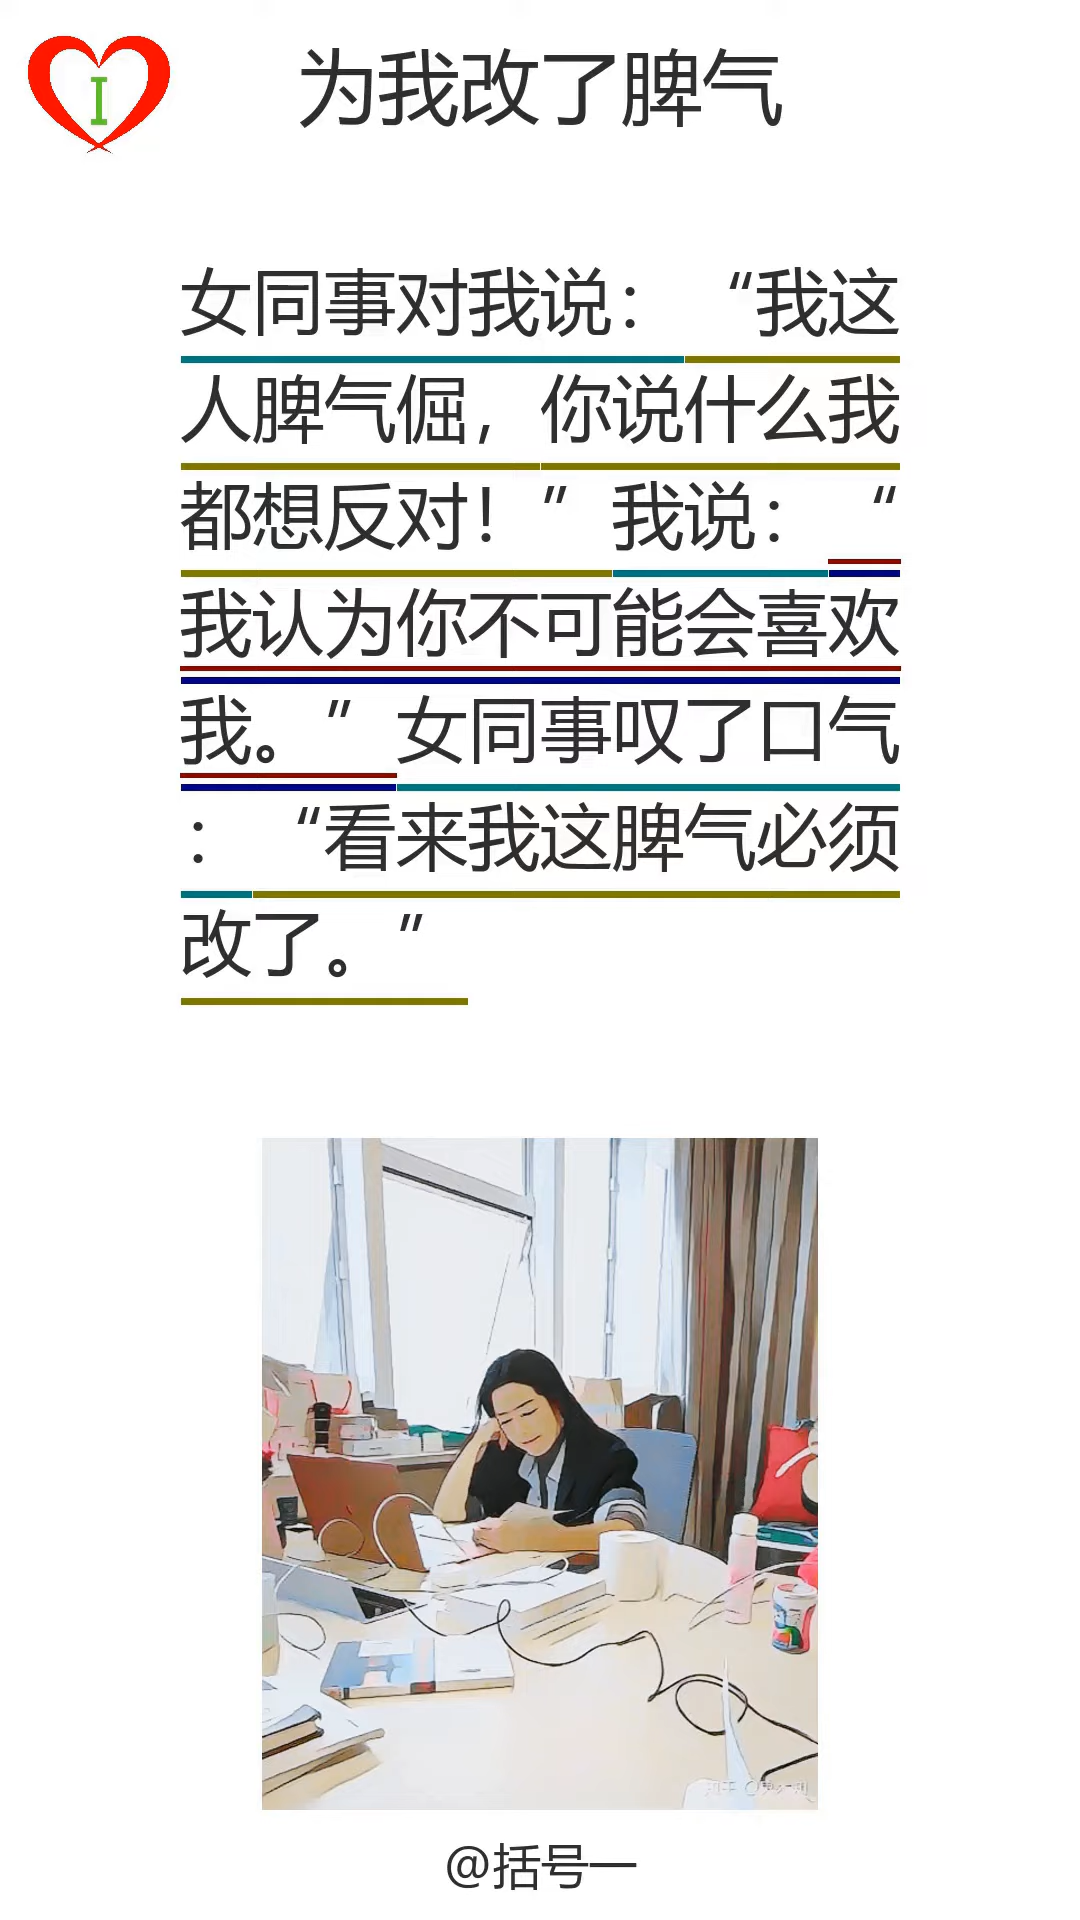 I
为我改了脾气
女同事对我说：“我这
人脾气倔，你说什么我
都想反对！”我说：“
我认为你不可能会喜欢
我。”女同事叹了口气
：“看来我这脾气必须
改了。”
知乎
@括号一